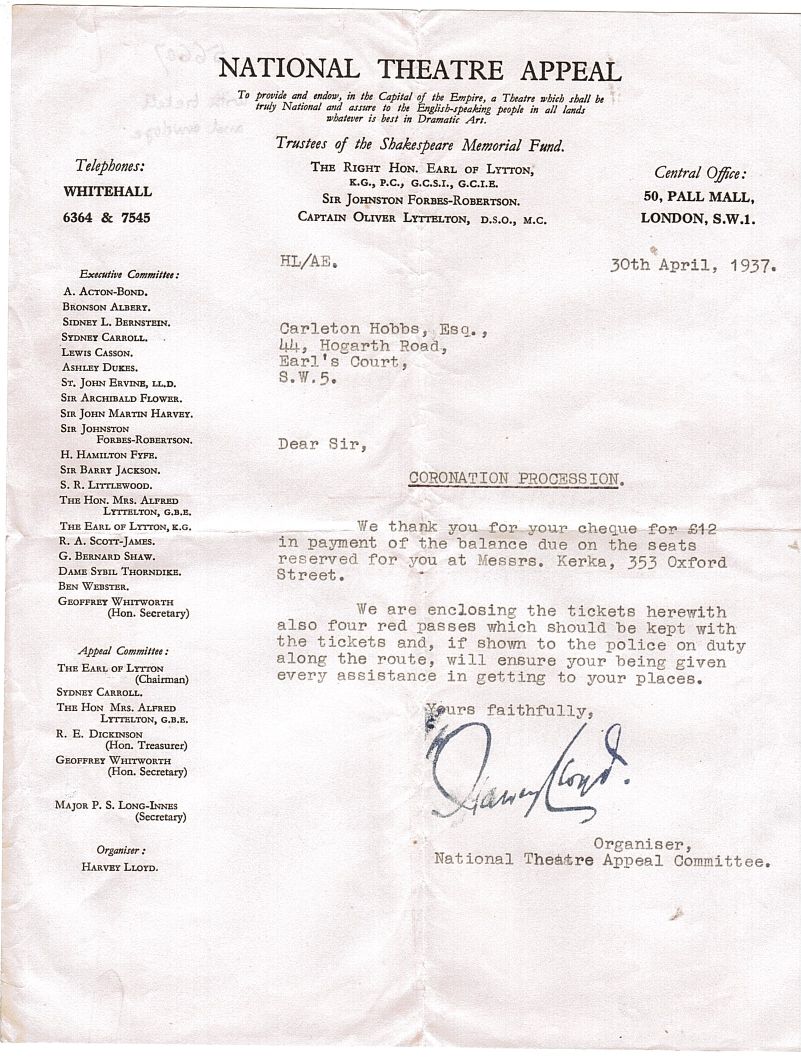 NATIONAL THEATRE APPEAL
To provide and endow, in the Capital of the Empire, a Theatre which shall be
truly National and assure to the English-speaking people in all lands
whatever is best in Dramatic Art.
Trustees of the Shakespeare Memorial Fund.
THE RIGHT HON. EARL OF LYTTON,
K.G., P.C., G.C.S.I., G.C.I.E.
SIR JOHNSTON FORBES-ROBERTSON.
CAPTAIN OLIVER LYTTELTON, D.S.O., M.C.
Telephones:
WHITEHALL
6364 & 7545
Central Office:
50, PALL MALL,
LONDON, S.W.1.
HL/AE.
30th April, 1937.
Executive Committee:
A. ACTON-BOND.
BRONSON ALBERY.
SIDNEY L. BERNSTEIN.
SYDNEY CARROLL.
LEWIS CASSON.
ASHLEY DUKES.
ST. JOHN ERVINE, LL.D.
SIR ARCHIBALD FLOWER.
SIR JOHN MARTIN HARVEY.
SIR JOHNSTON
FORBES-ROBERTSON.
H. HAMILTON FYFE.
SIR BARRY JACKSON.
S. R. LITTLEWOOD.
THE HON. MRS. ALFRED
LYTTELTON, G.B.E.
THE EARL OF LYTTON, K.G.
R. A. SCOTT-JAMES.
G. BERNARD SHAW.
DAME SYBIL THORNDIKE.
BEN WEBSTER.
GEOFFREY WHITWORTH
(Hon. Secretary)
Appeal Committee:
THE EARL OF LYTTON
(Chairman)
SYDNEY CARROLL.
THE HON MRS. ALFRED
LYTTELTON, G.B.E.
R. E. DICKINSON
(Hon. Treasurer)
GEOFFREY WHITWORTH
(Hon. Secretary)
MAJOR P. S. LONG-INNES
(Secretary)
Organiser:
HARVEY LLOYD.
Carleton Hobbs, Esq.,
44, Hogarth Road,
Earl's Court,
S.W.5.
Dear Sir,
CORONATION PROCESSION.
We thank you for your cheque for £12
in payment of the balance due on the seats
reserved for you at Messrs. Kerka, 353 Oxford
Street.
We are enclosing the tickets herewith
also four red passes which should be kept with
the tickets and, if shown to the police on duty
along the route, will ensure your being given
every assistance in getting to your places.
Yours faithfully,
Harvey Lloyd.
Organiser,
National Theatre Appeal Committee.